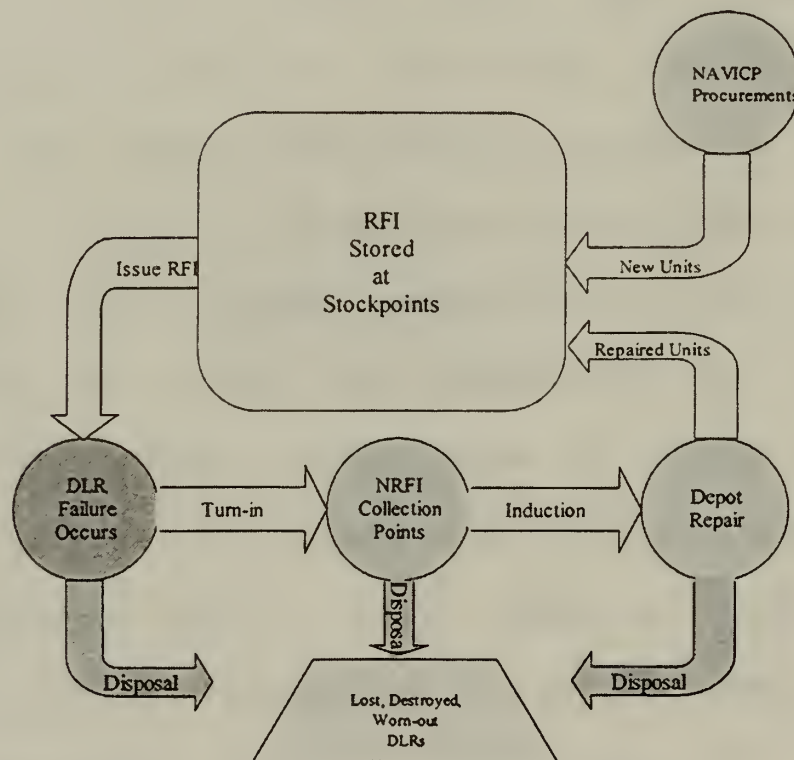 NAVICP
Procurements
RFI
Stored
at
Stockpoints
Issue RFI
New Units
Repaired Units
DLR
Failure
Occurs
Turn-in
NRFI
Collection
Points
Induction
Depot
Repair
Disposal
Disposa
Disposal
Lost, Destroyed,
Worn-out
DLRs